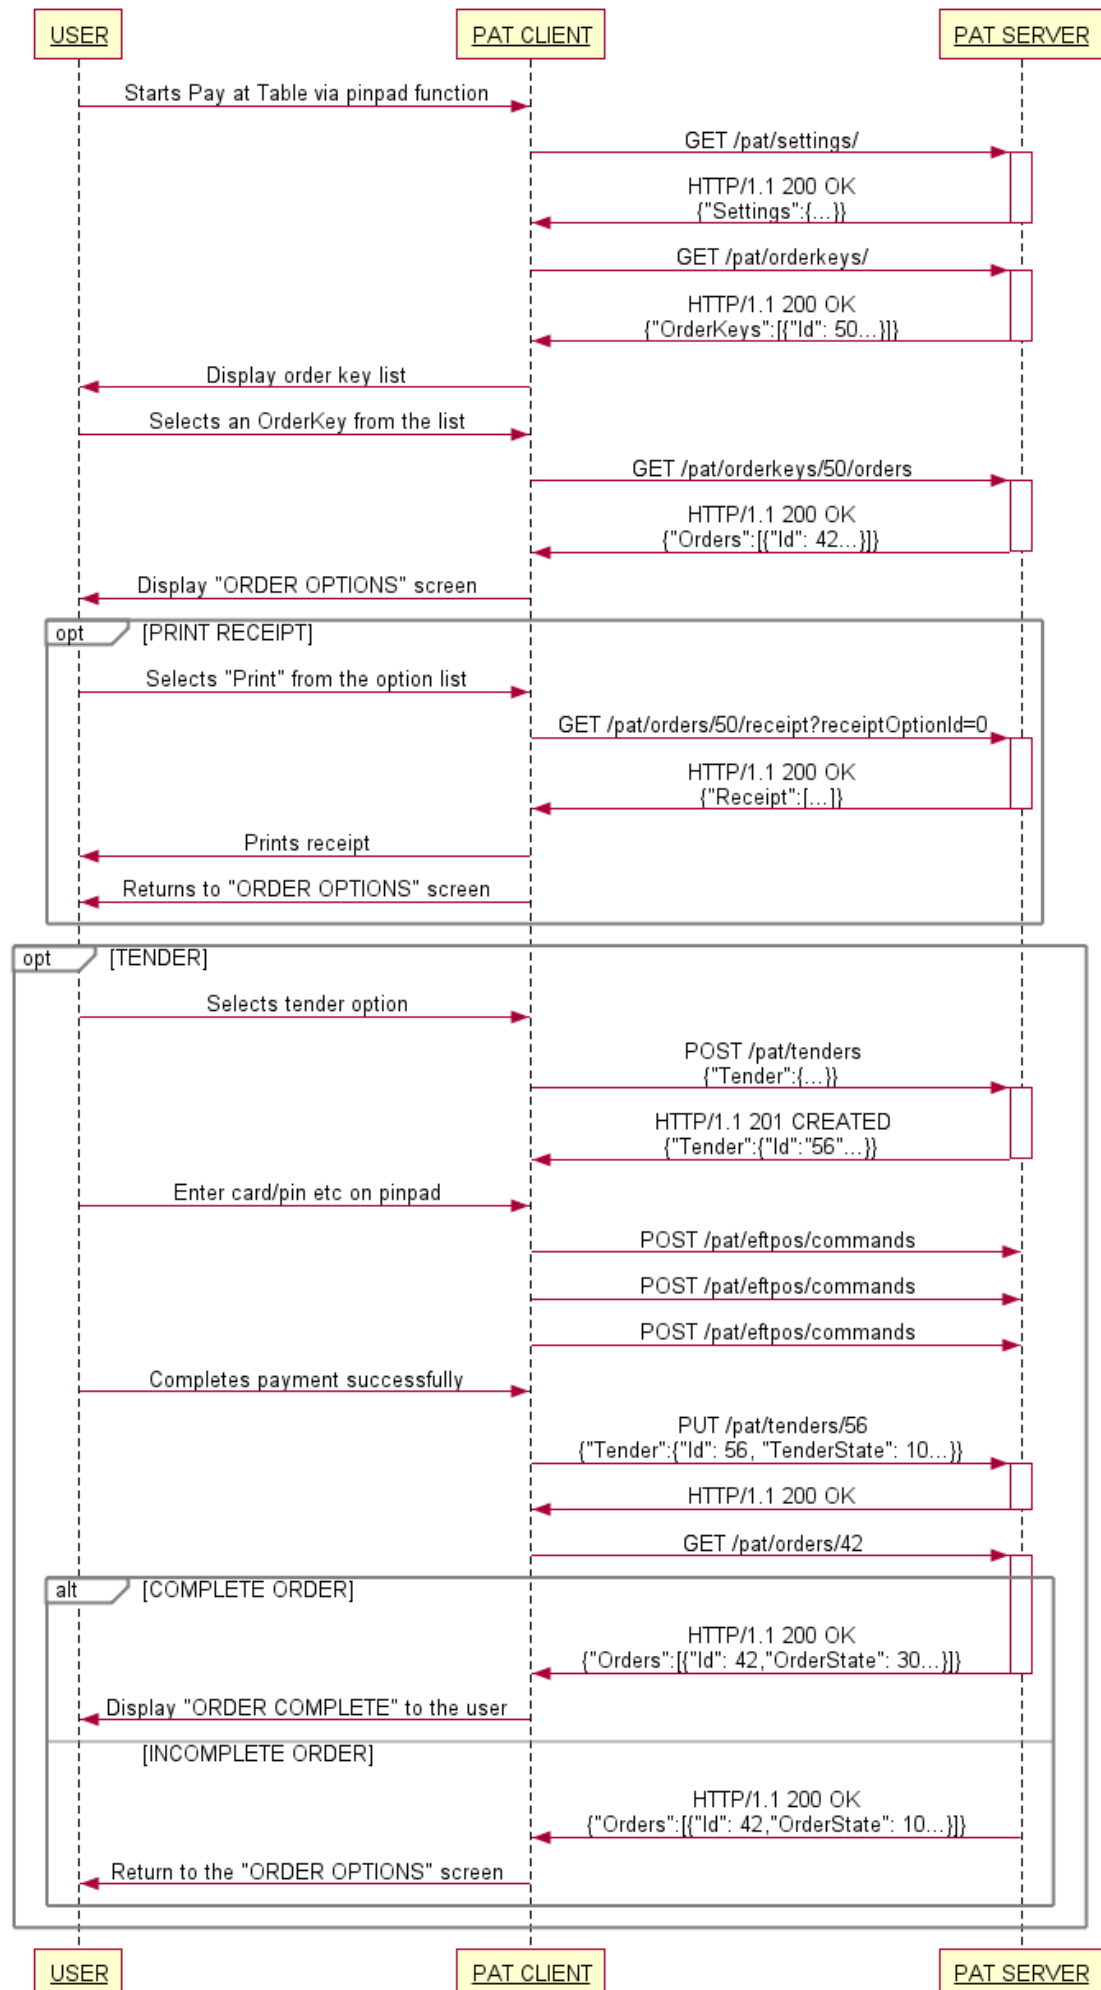 USER
PAT CLIENT
PAT SERVER
Starts Pay at Table via pinpad function
GET /pat/settings/
HTTP/1.1 200 OK
{"Settings":{...}}
GET /pat/orderkeys/
HTTP/1.1 200 OK
{"OrderKeys":[{"Id": 50...}]}
Display order key list
Selects an OrderKey from the list
GET /pat/orderkeys/50/orders
HTTP/1.1 200 OK
{"Orders":[{"Id": 42...}]}
Display "ORDER OPTIONS" screen
opt
[PRINT RECEIPT]
Selects "Print" from the option list
GET /pat/orders/50/receipt?receiptOptionId=0
HTTP/1.1 200 OK
{"Receipt":[...]}
Prints receipt
Returns to "ORDER OPTIONS" screen
opt
[TENDER]
Selects tender option
POST /pat/tenders
{"Tender":{...}}
HTTP/1.1 201 CREATED
{"Tender":{"Id":"56"...}}
Enter card/pin etc on pinpad
POST /pat/eftpos/commands
POST /pat/eftpos/commands
POST /pat/eftpos/commands
Completes payment successfully
PUT /pat/tenders/56
{"Tender":{"Id": 56, "TenderState": 10...}}
HTTP/1.1 200 OK
GET /pat/orders/42
alt
[COMPLETE ORDER]
HTTP/1.1 200 OK
{"Orders":[{"Id": 42,"OrderState": 30...}]}
Display "ORDER COMPLETE" to the user
[INCOMPLETE ORDER]
HTTP/1.1 200 OK
{"Orders":[{"Id": 42,"OrderState": 10...}]}
Return to the "ORDER OPTIONS" screen
USER
PAT CLIENT
PAT SERVER